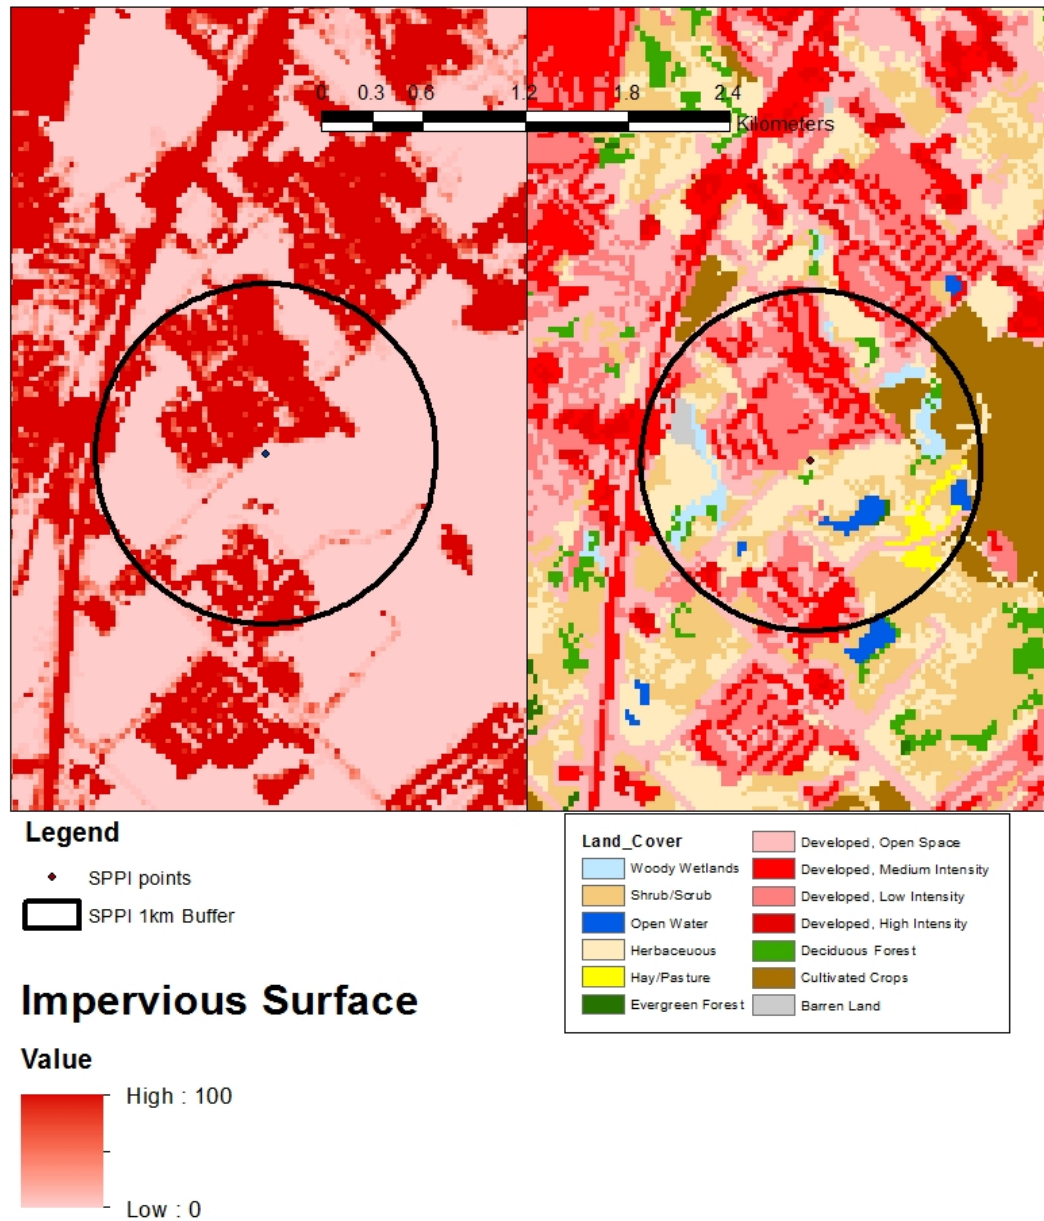 0 0.3 0.6 1.2 1.8 2.4
Kilometers
Legend
SPPI points
SPPI 1km Buffer
Impervious Surface
Value
High : 100
Low : 0
Land_Cover
Woody Wetlands
Shrub/Scrub
Open Water
Herbaceuous
Hay/Pasture
Evergreen Forest
Developed, Open Space
Developed, Medium Intensity
Developed, Low Intensity
Developed, High Intensity
Deciduous Forest
Cultivated Crops
Barren Land